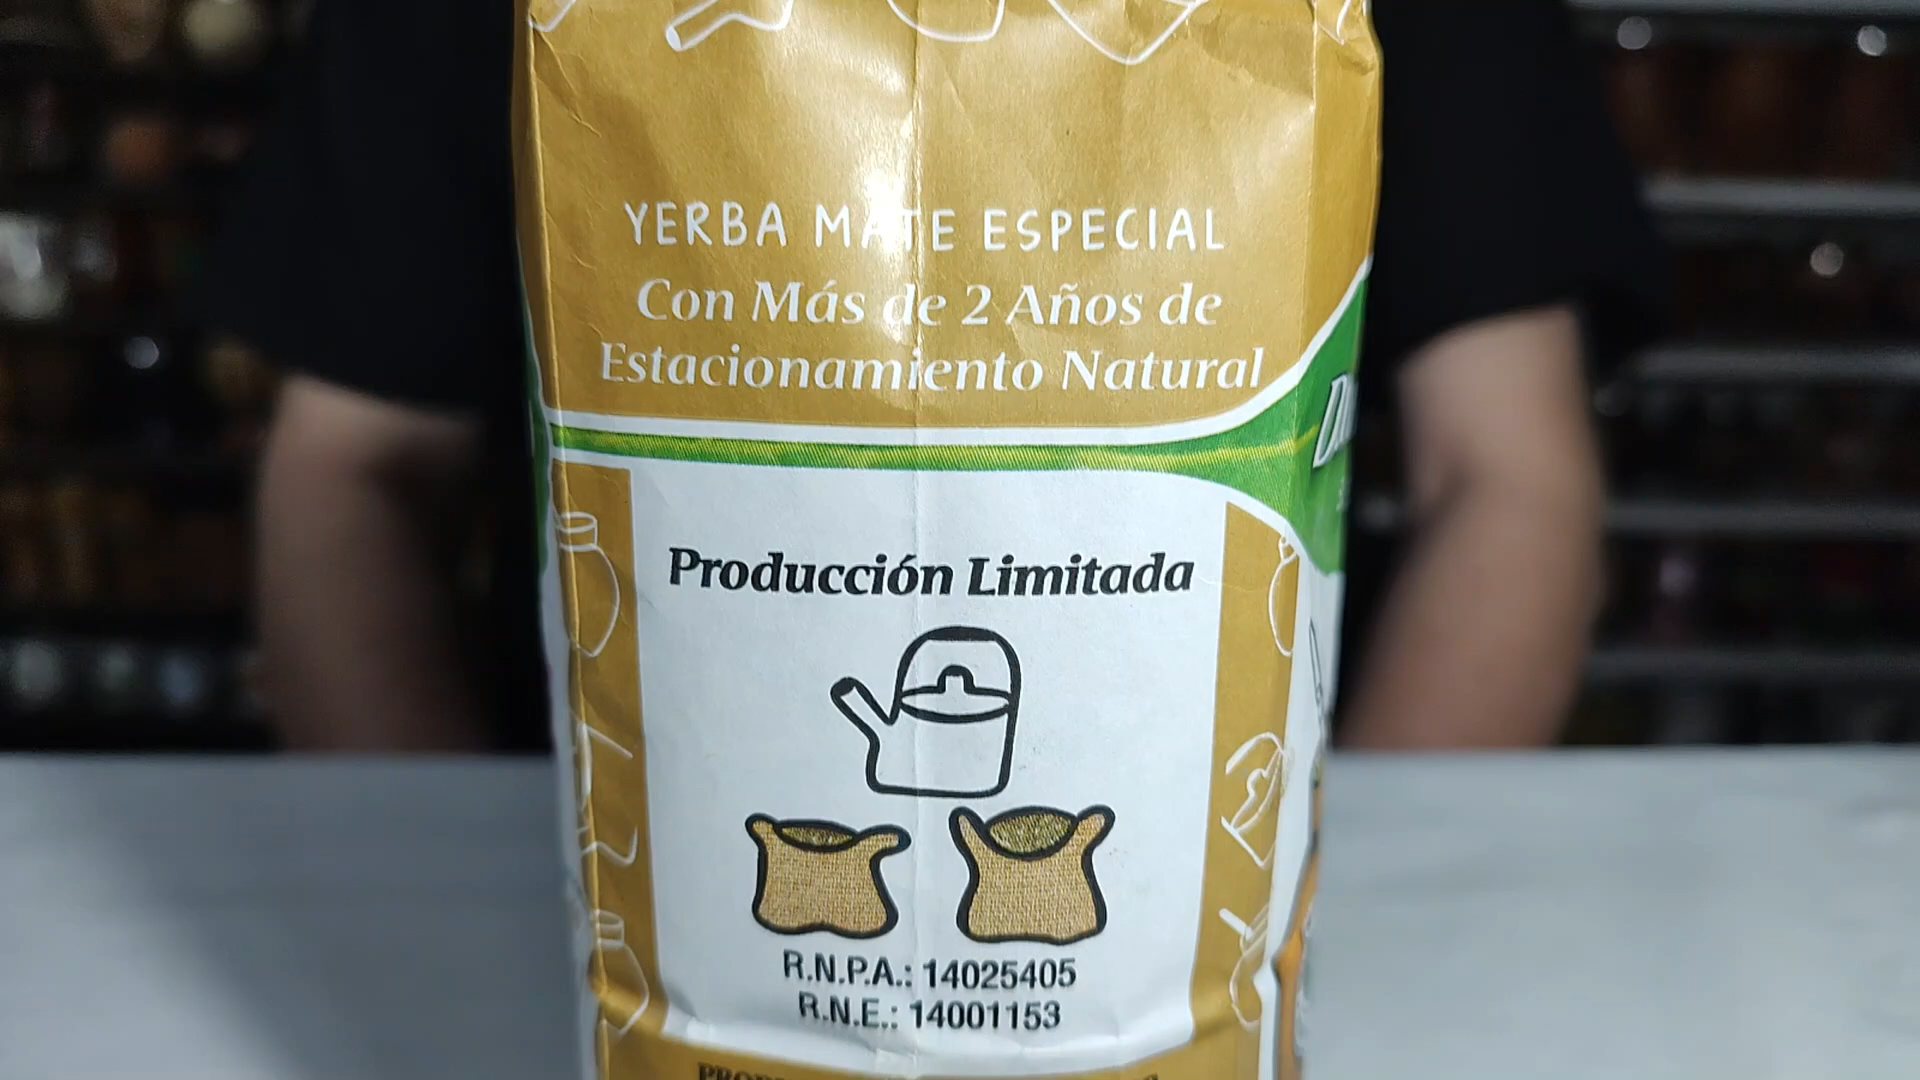 YERBA MATE ESPECIAL
Con Más de 2 Años de
Estacionamiento Natural
Producción Limitada
R.N.P.A.: 14025405
R.N.E.: 14001153